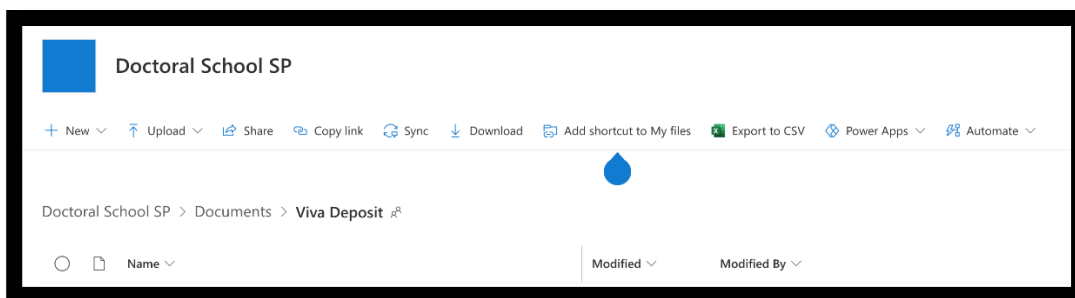 Doctoral School SP
New Upload Share Copy link Sync Download Add shortcut to My files Export to CSV Power Apps Automate
Doctoral School SP > Documents > Viva Deposit
Name Modified Modified By